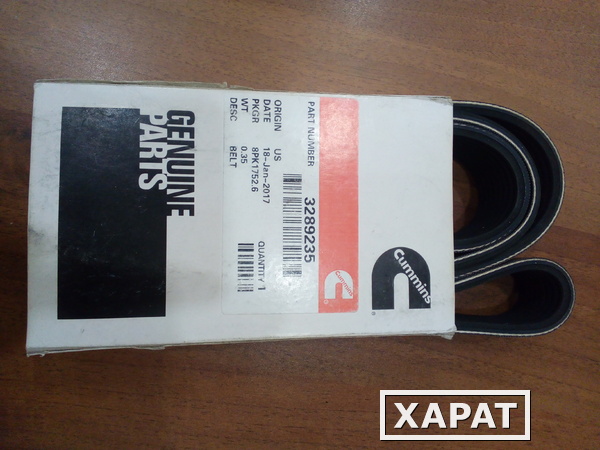 GENUINE
PARTS
PART NUMBER 3289235
ORIGIN US
DATE 18-Jan-2017
PKGR 8PK1752.6
WT 0.35
DESC BELT
QUANTITY 1
Cummins
ХАРАТ